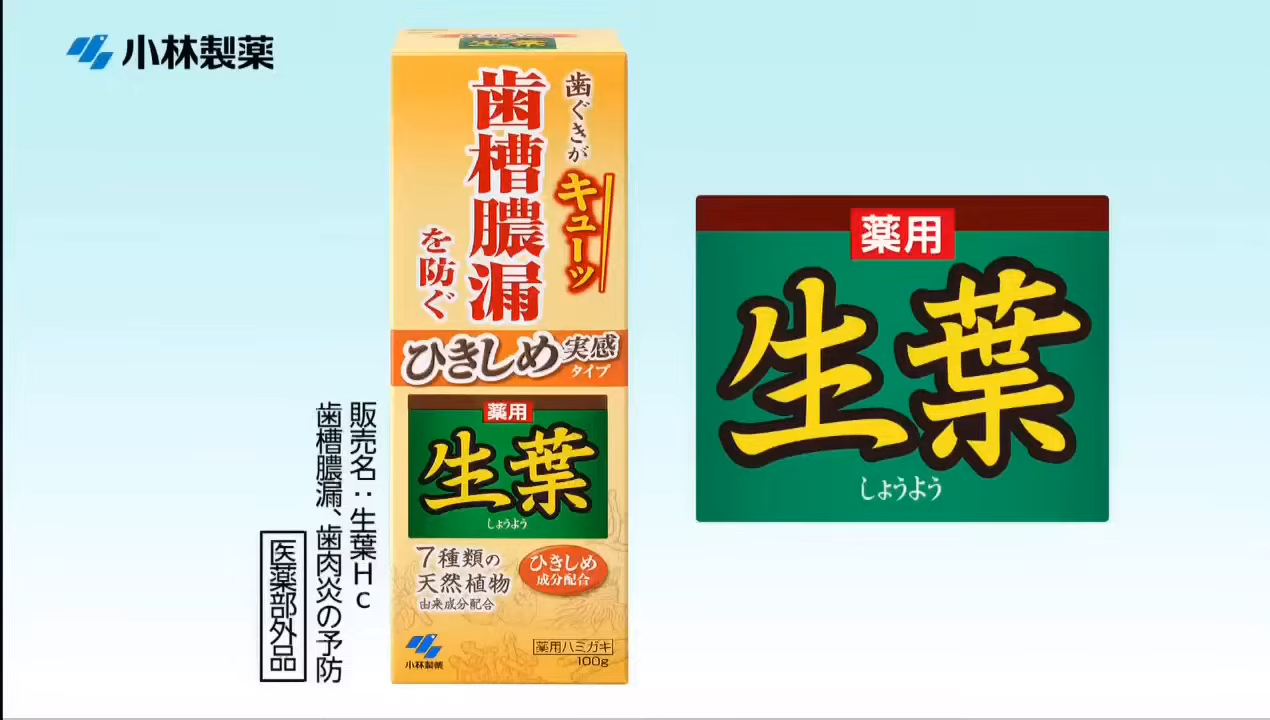 小林製薬
歯ぐきが
キューッ
歯槽膿漏
を防ぐ
ひきしめ
実感
タイプ
薬用
生葉
しょうよう
7種類の
天然植物
由来成分配合
ひきしめ
成分配合
小林製薬
薬用ハミガキ
100g
薬用
生葉
しょうよう
販売名：生葉Hc
歯槽膿漏、歯肉炎の予防
医薬部外品